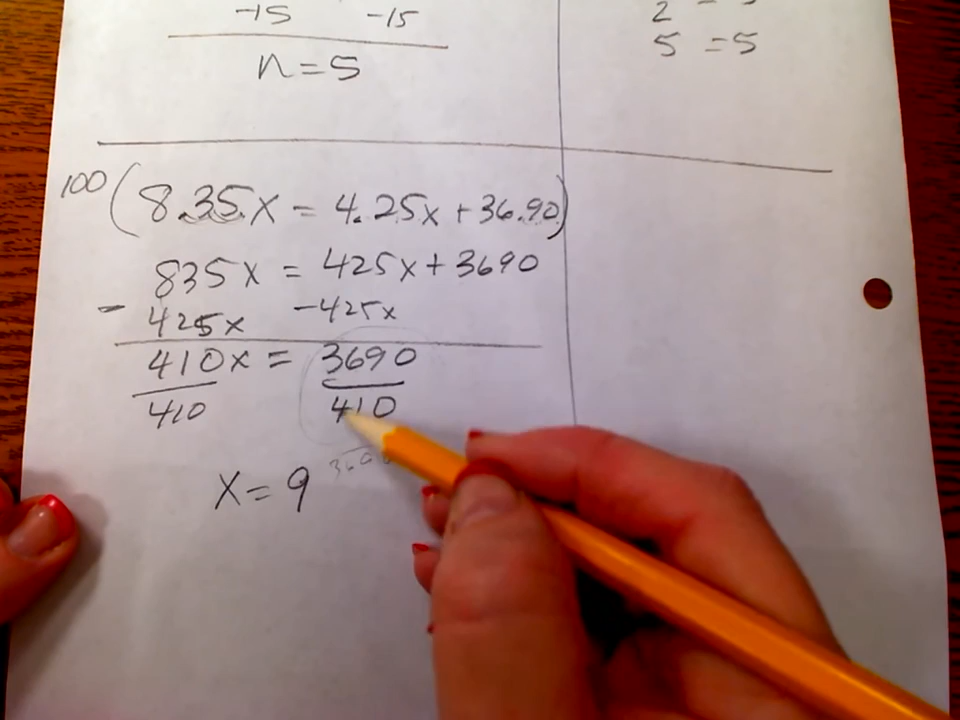 -15 -15
n = 5
2
5 = 5
100 (8.35x = 4.25x + 36.90)
835x = 425x + 3690
- 425x -425x
410x = 3690
410 410
x = 9